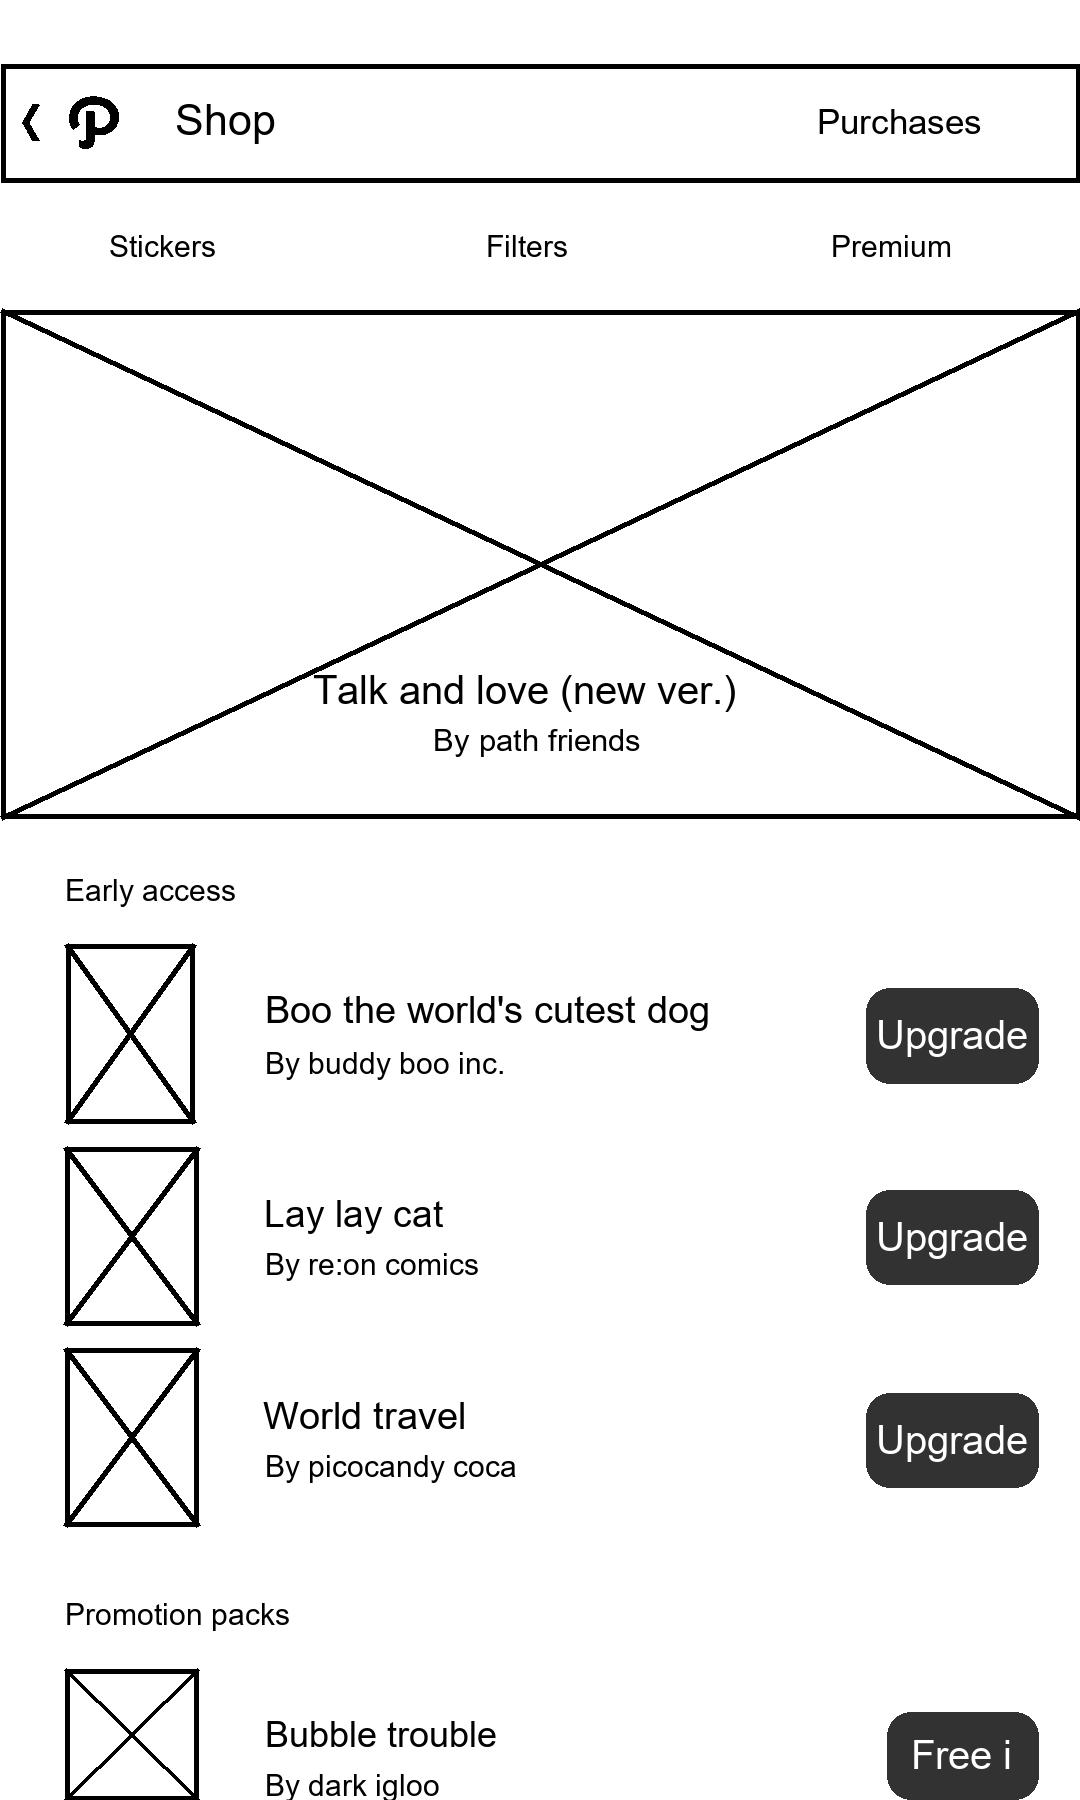 Shop
Purchases
Stickers
Filters
Premium
Talk and love (new ver.)
By path friends
Early access
Boo the world's cutest dog
By buddy boo inc.
Upgrade
Lay lay cat
By re:on comics
Upgrade
World travel
By picocandy coca
Upgrade
Promotion packs
Bubble trouble
By dark igloo
Free i